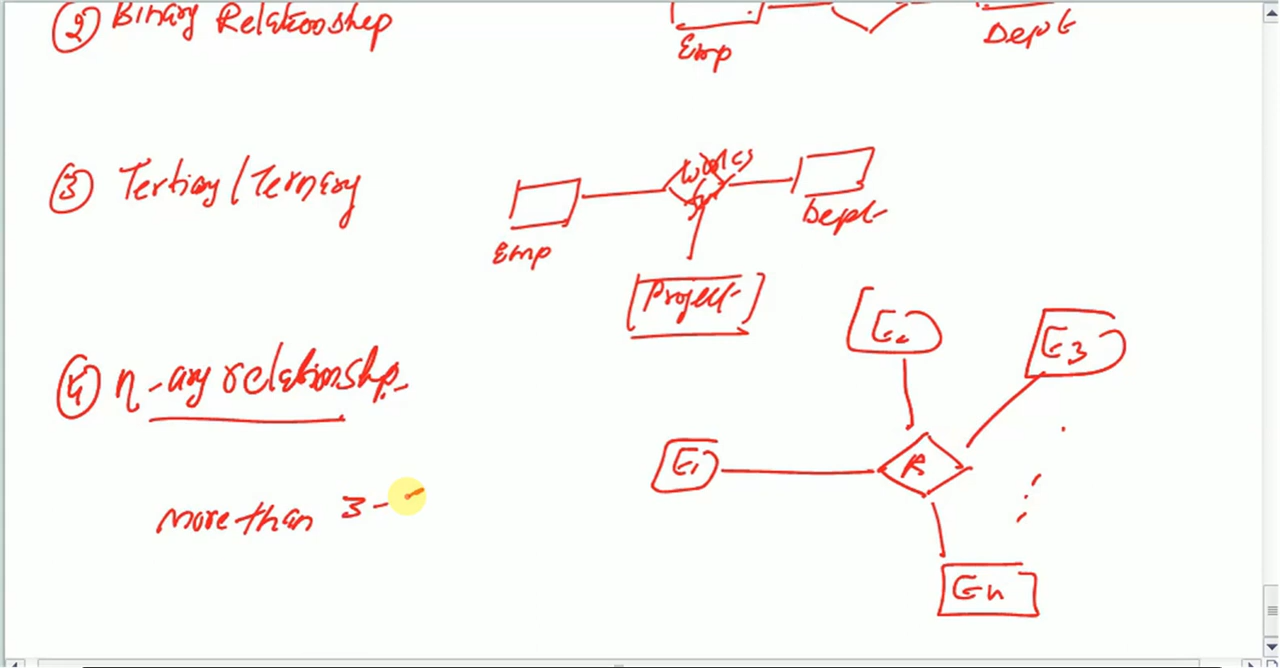 ② Binary Relationship
Emp
Dept
③ Tertiary/Ternary
works
for
Emp
Dept
Project
④ n-ary relationship
E1
E2
E3
R
En
more than 3-